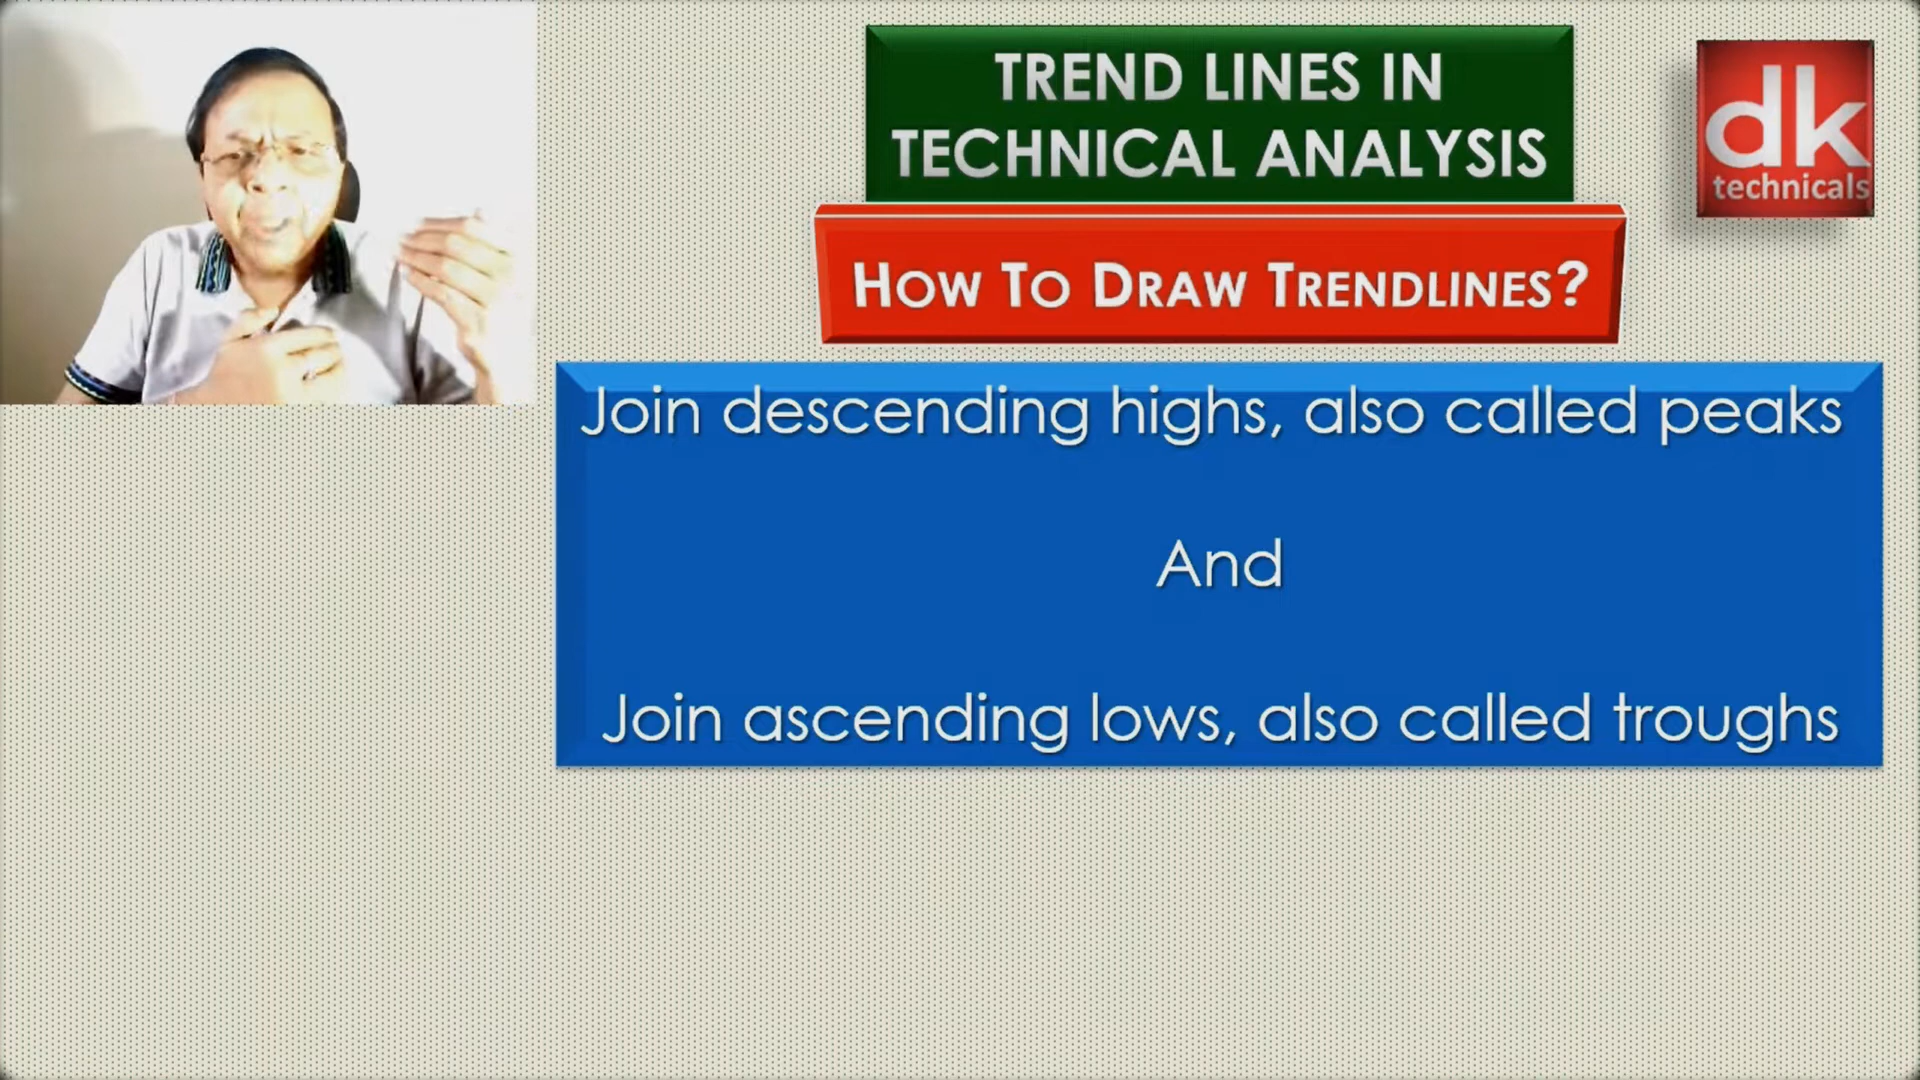 TREND LINES IN
TECHNICAL ANALYSIS
dk
technicals
HOW TO DRAW TRENDLINES?
Join descending highs, also called peaks
And
Join ascending lows, also called troughs